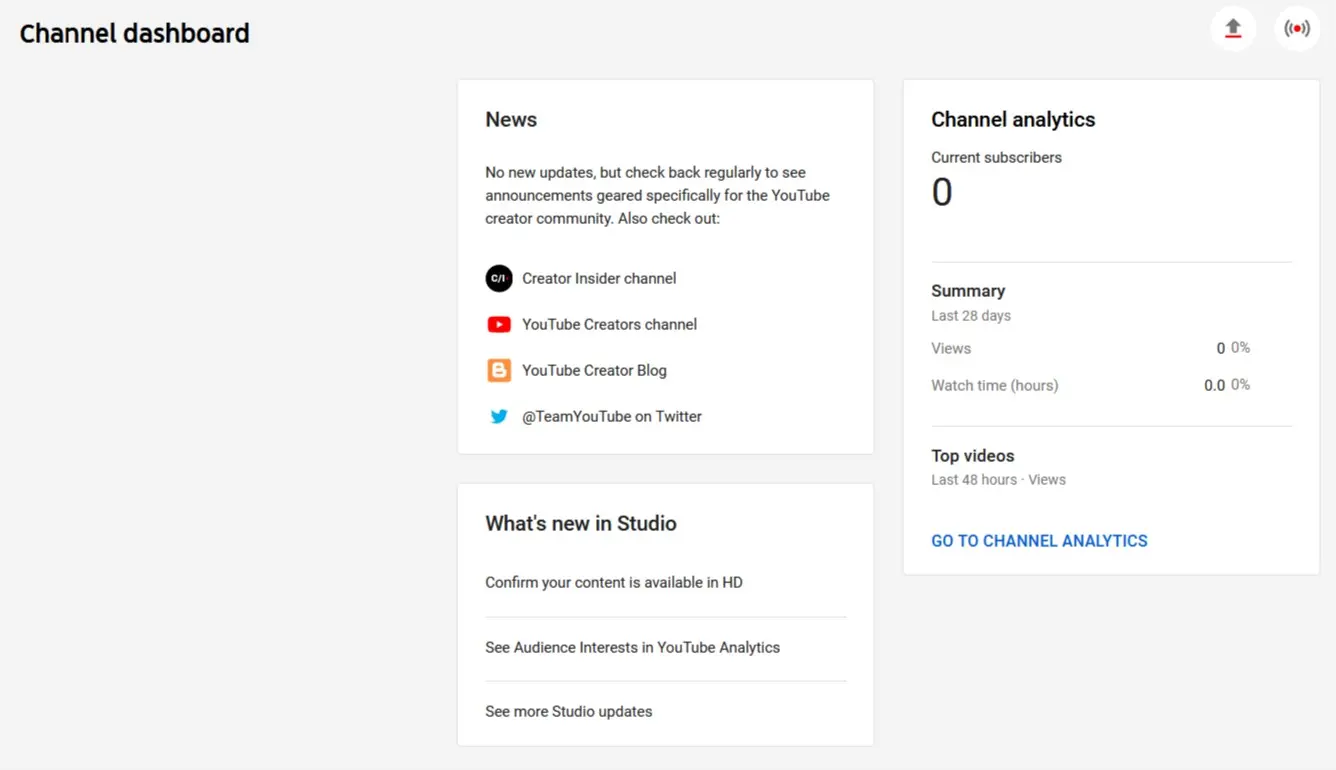 Channel dashboard
News
No new updates, but check back regularly to see
announcements geared specifically for the YouTube
creator community. Also check out:
C/I Creator Insider channel
YouTube Creators channel
YouTube Creator Blog
@TeamYouTube on Twitter
What's new in Studio
Confirm your content is available in HD
See Audience Interests in YouTube Analytics
See more Studio updates
Channel analytics
Current subscribers
0
Summary
Last 28 days
Views 0 0%
Watch time (hours) 0.0 0%
Top videos
Last 48 hours · Views
GO TO CHANNEL ANALYTICS